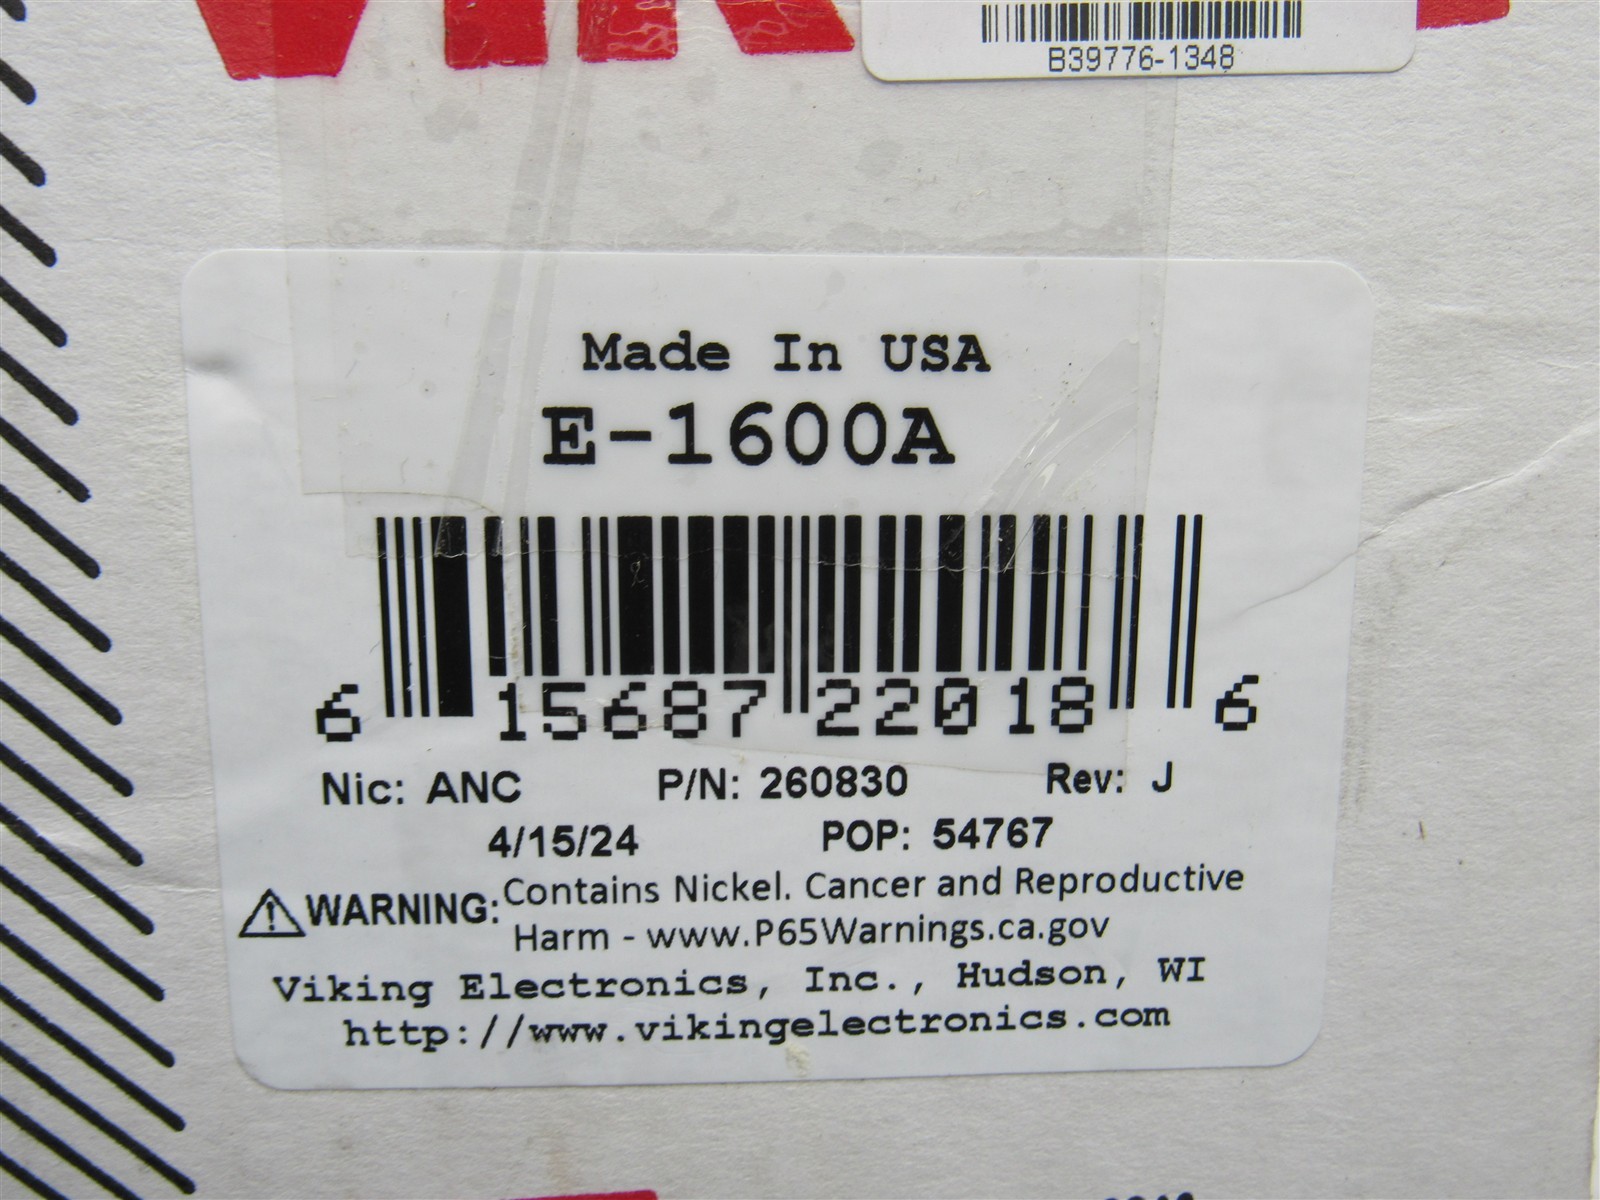 VIK
B39776-1348
Made In USA
E-1600A
6 15687 22018 6
Nic: ANC P/N: 260830 Rev: J
4/15/24 POP: 54767
WARNING: Contains Nickel. Cancer and Reproductive
Harm - www.P65Warnings.ca.gov
Viking Electronics, Inc., Hudson, WI
http://www.vikingelectronics.com